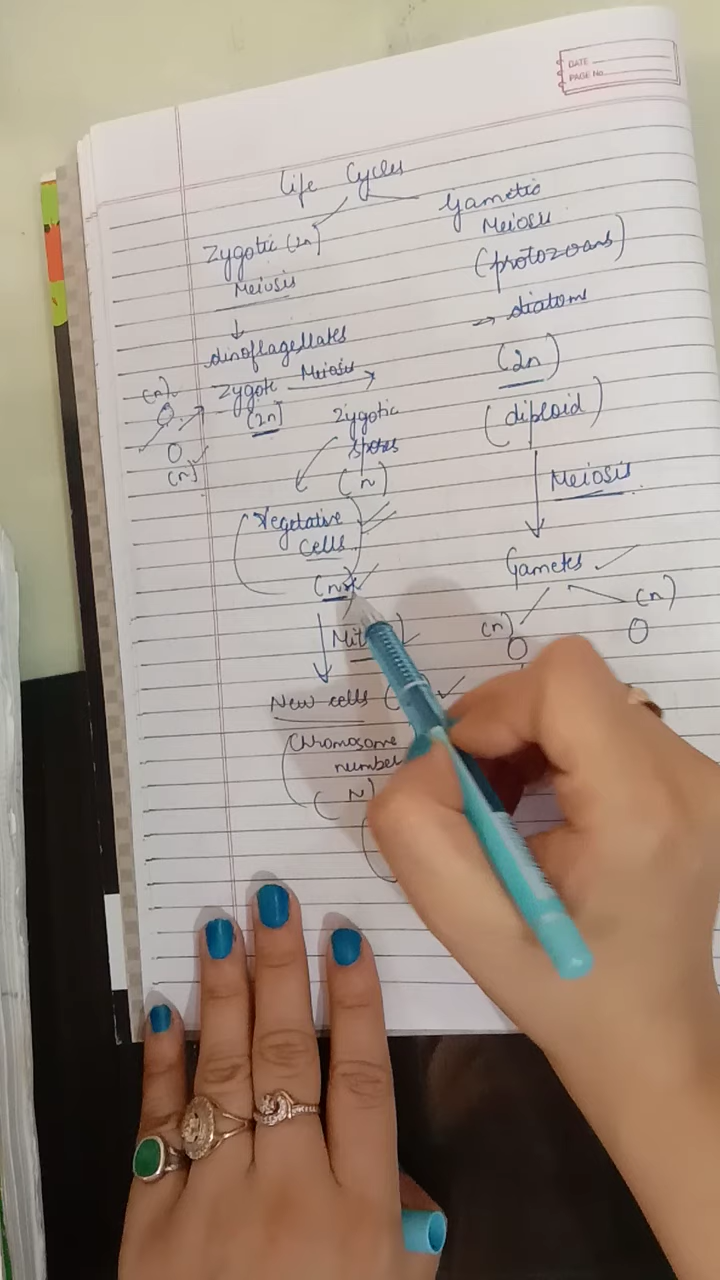 DATE
PAGE No.
Life Cycles
Zygotic (2n)
Meiosis
dinoflagellates
Zygote Meiosis
(2n)
(n)
(n)
Zygotic
spores
(n)
Vegetative
Cells
(n)
New cells
Chromosome
number
(N)
Gametic
Meiosis
(protozoans)
→ diatoms
(2n)
(diploid)
Meiosis
Gametes
(n)
(n)